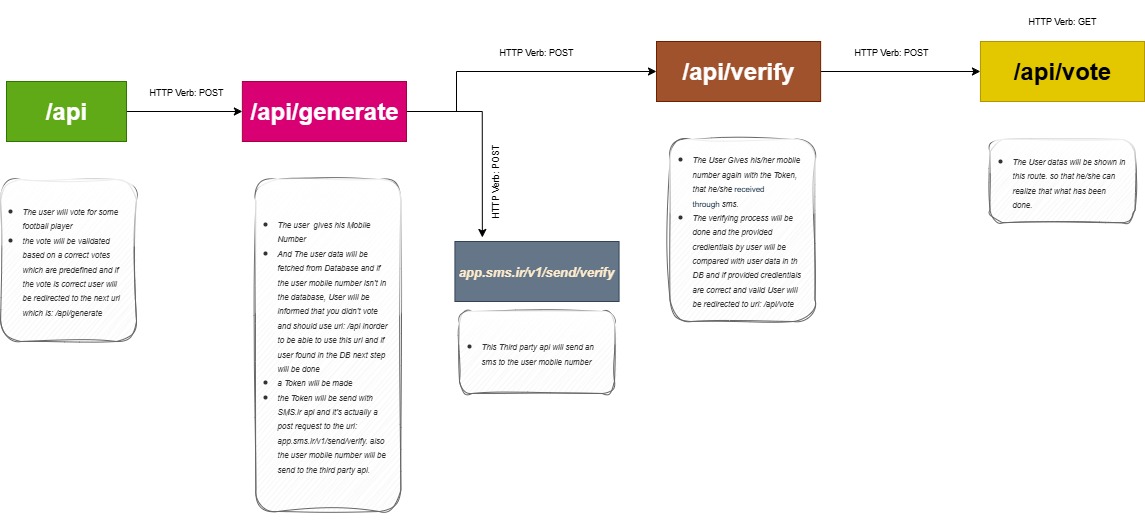 HTTP Verb: GET
HTTP Verb: POST
HTTP Verb: POST
/api/verify
/api/vote
HTTP Verb: POST
/api
/api/generate
HTTP Verb: POST
The user will vote for some
football player
the vote will be validated
based on a correct votes
which are predefined and if
the vote is correct user will
be redirected to the next url
which is: /api/generate
The user gives his Mobile
Number
And The user data will be
fetched from Database and if
the user mobile number isn't in
the database, User will be
informed that you didn't vote
and should use url: /api inorder
to be able to use this url and if
user found in the DB next step
will be done
a Token will be made
the Token will be send with
SMS.ir api and it's actually a
post request to the url:
app.sms.ir/v1/send/verify. also
the user mobile number will be
send to the third party api.
app.sms.ir/v1/send/verify
This Third party api will send an
sms to the user mobile number
The User Gives his/her mobile
number again with the Token,
that he/she received
through sms.
The verifying process will be
done and the provided
credentials by user will be
compared with user data in th
DB and if provided credentials
are correct and valid User will
be redirected to url: /api/vote
The User datas will be shown in
this route. so that he/she can
realize that what has been
done.